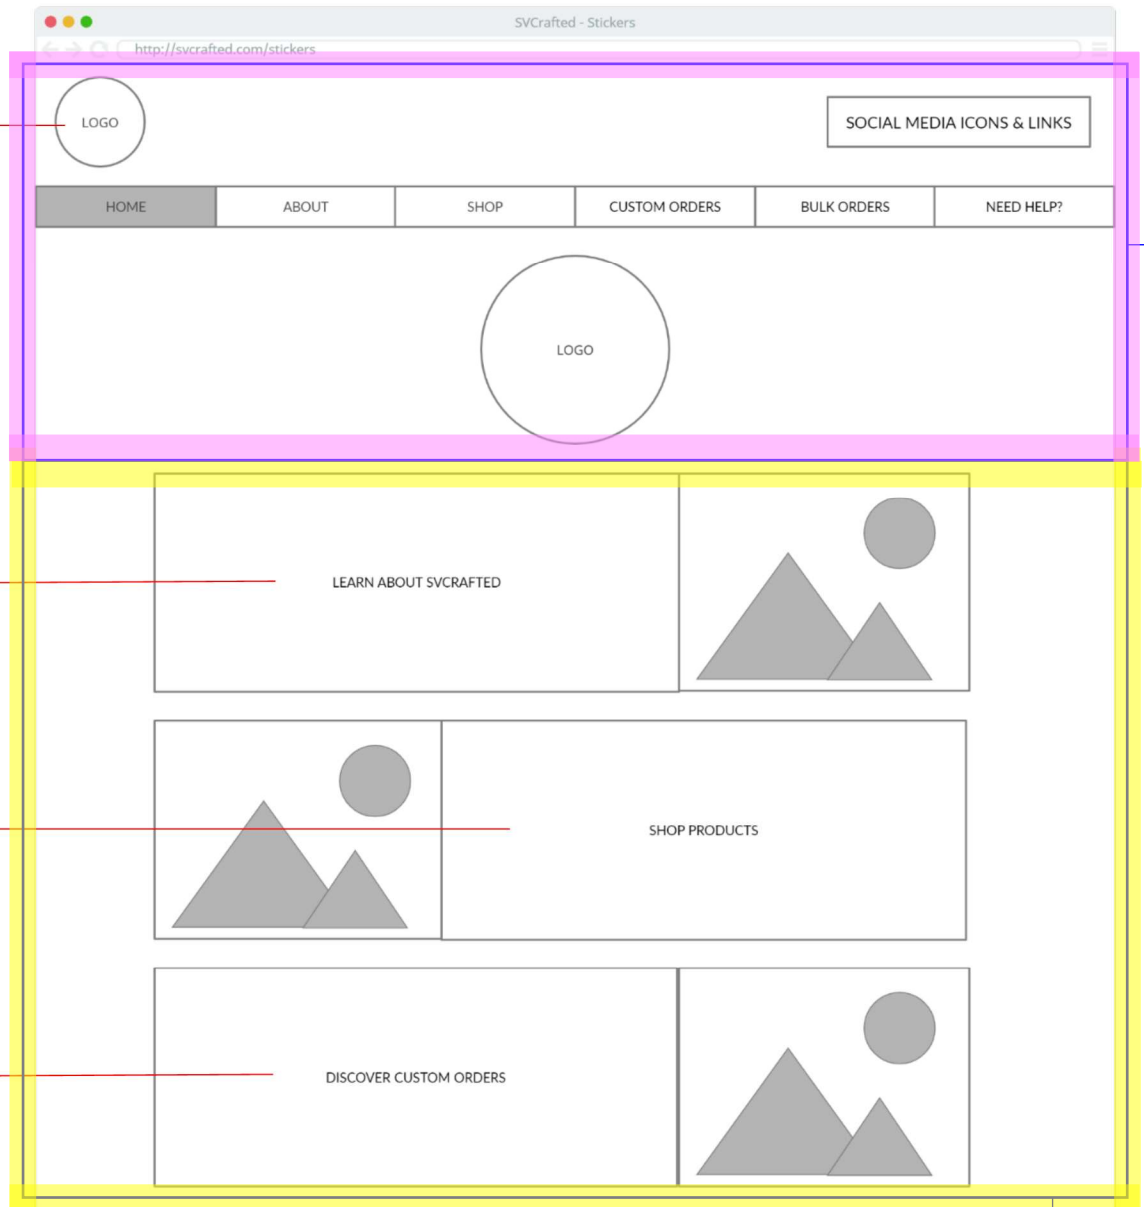 SVCrafted - Stickers
http://svcrafted.com/stickers
LOGO
SOCIAL MEDIA ICONS & LINKS
HOME ABOUT SHOP CUSTOM ORDERS BULK ORDERS NEED HELP?
LOGO
LEARN ABOUT SVCRAFTED
SHOP PRODUCTS
DISCOVER CUSTOM ORDERS